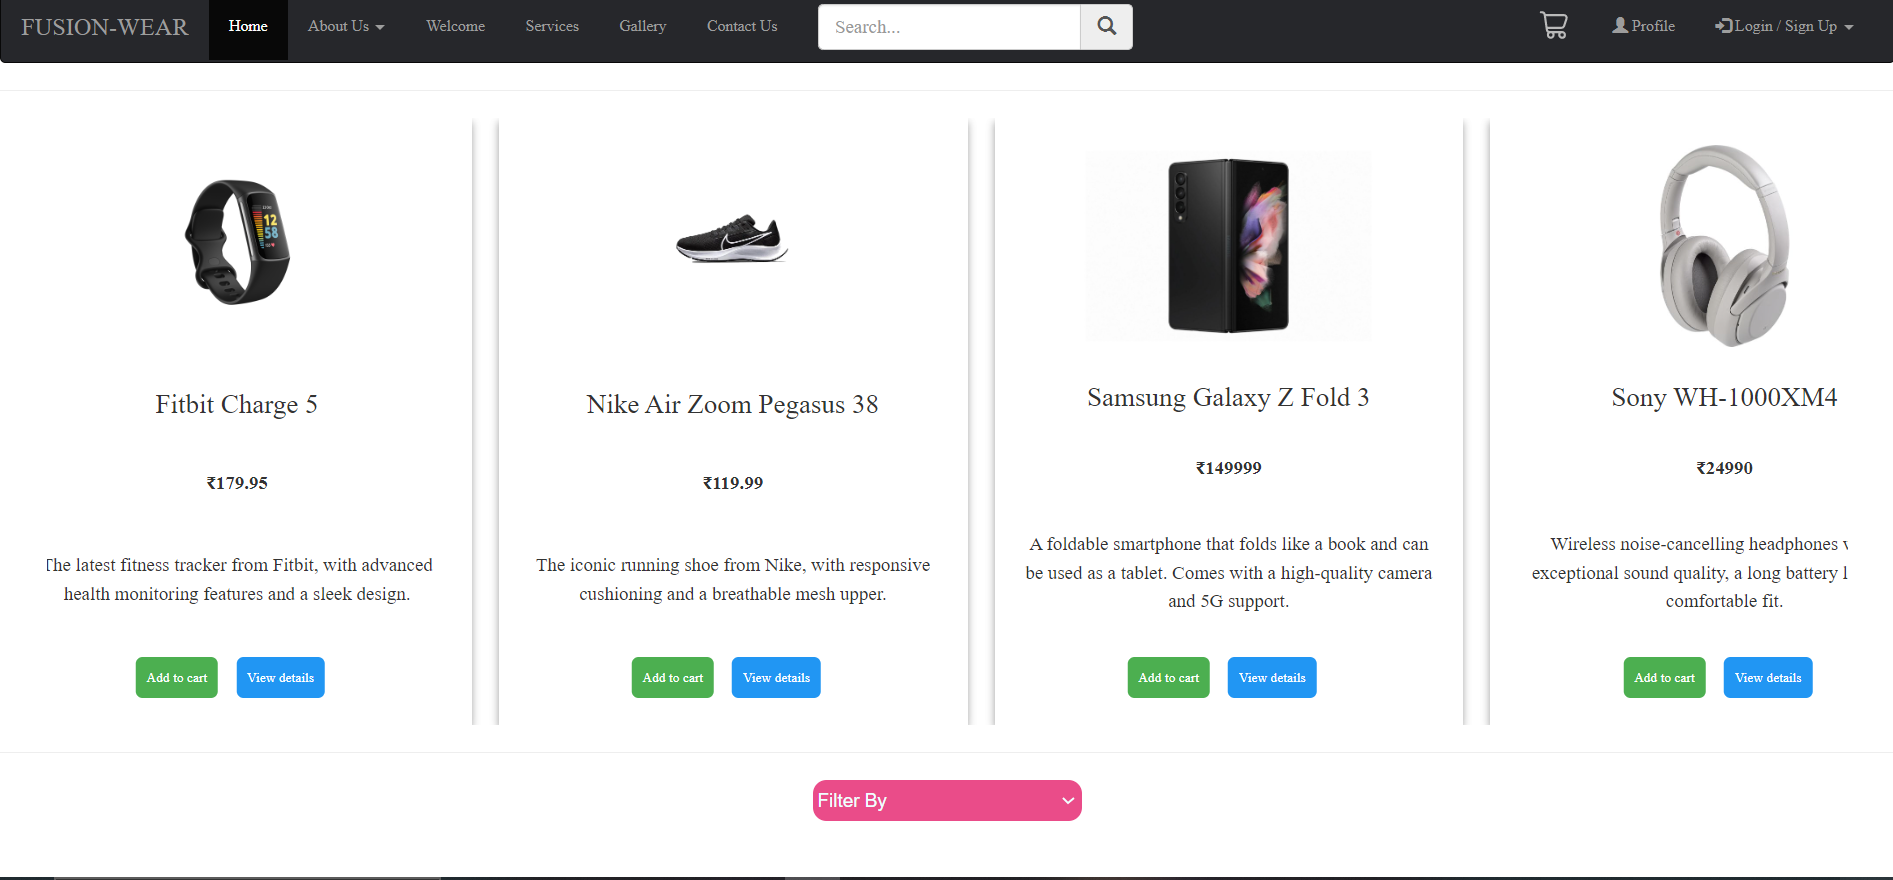 FUSION-WEAR Home About Us Welcome Services Gallery Contact Us Search... Profile Login / Sign Up
12
58
Fitbit Charge 5
₹179.95
The latest fitness tracker from Fitbit, with advanced
health monitoring features and a sleek design.
Add to cart View details
Nike Air Zoom Pegasus 38
₹119.99
The iconic running shoe from Nike, with responsive
cushioning and a breathable mesh upper.
Add to cart View details
Samsung Galaxy Z Fold 3
₹149999
A foldable smartphone that folds like a book and can
be used as a tablet. Comes with a high-quality camera
and 5G support.
Add to cart View details
Sony WH-1000XM4
₹24990
Wireless noise-cancelling headphones
exceptional sound quality, a long battery
comfortable fit.
Add to cart View details
Filter By